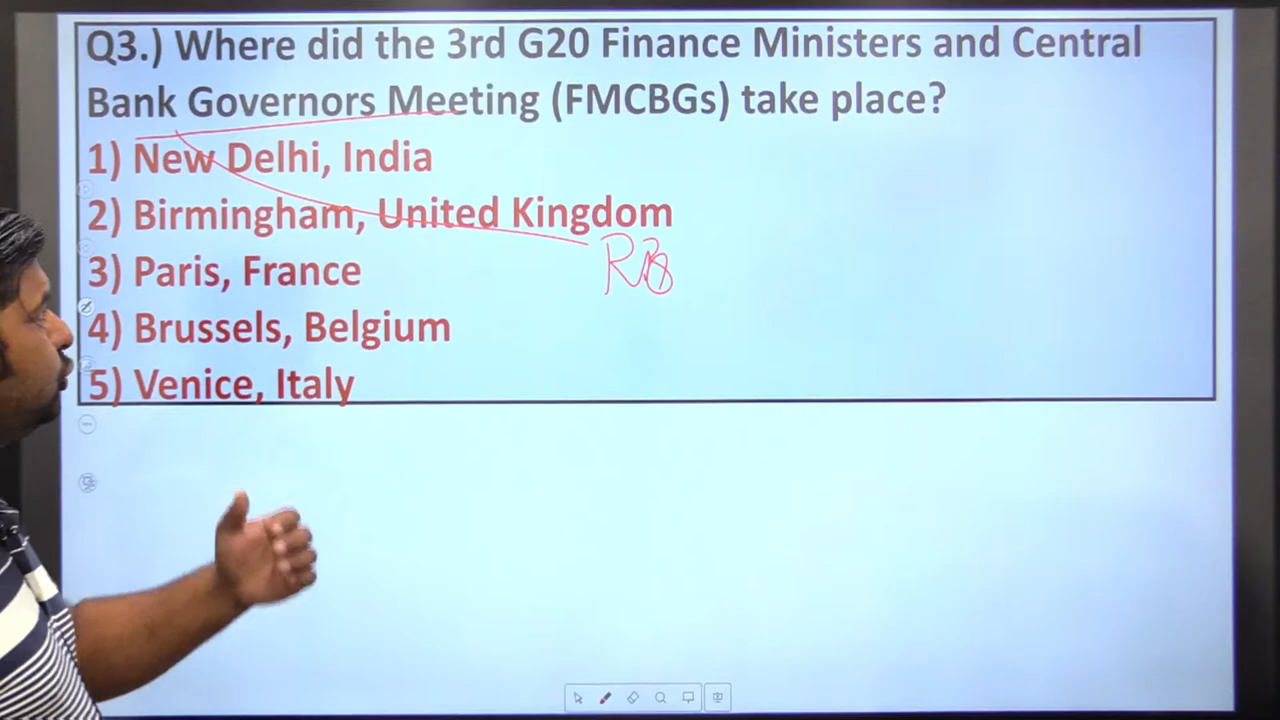 Q3.) Where did the 3rd G20 Finance Ministers and Central
Bank Governors Meeting (FMCBGs) take place?
1) New Delhi, India
2) Birmingham, United Kingdom
3) Paris, France
4) Brussels, Belgium
5) Venice, Italy